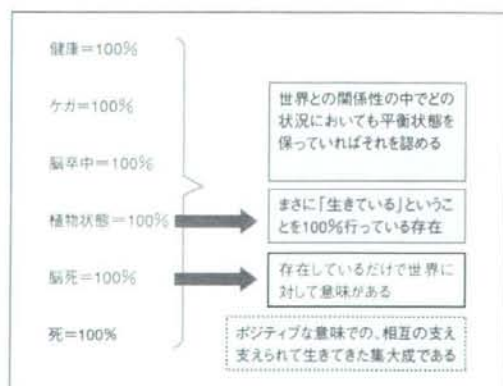 健康＝100％
ケガ＝100％
脳卒中＝100％
植物状態＝100％
脳死＝100％
死＝100％
世界との関係性の中でどの
状況においても平衡状態を
保っていればそれを認める
まさに「生きている」というこ
とを100％行っている存在
存在しているだけで世界に
対して意味がある
ポジティブな意味での、相互の支え
支えられて生きてきた集大成である